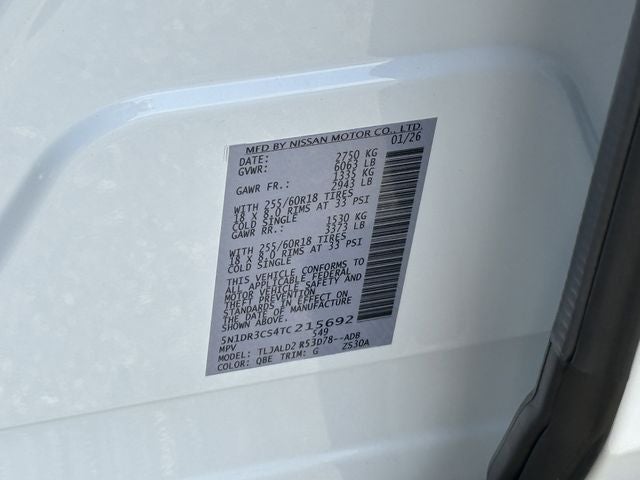 MFD BY NISSAN MOTOR CO., LTD.
DATE: 01/26
GVWR: 2750 KG
6063 LB
GAWR FR.: 1335 KG
2943 LB
WITH 255/60R18 TIRES
18 X 8.0 RIMS AT 33 PSI
COLD SINGLE
GAWR RR.: 1530 KG
3373 LB
WITH 255/60R18 TIRES
18 X 8.0 RIMS AT 33 PSI
COLD SINGLE
THIS VEHICLE CONFORMS TO
ALL APPLICABLE FEDERAL
MOTOR VEHICLE SAFETY AND
THEFT PREVENTION
STANDARDS IN EFFECT ON
THE DATE OF MANUFACTURE
SHOWN ABOVE.
5N1DR3CS4TC215692
MPV 549
MODEL: TLJALD2 R53D78--ADB
COLOR: QBE TRIM: G ZS30A